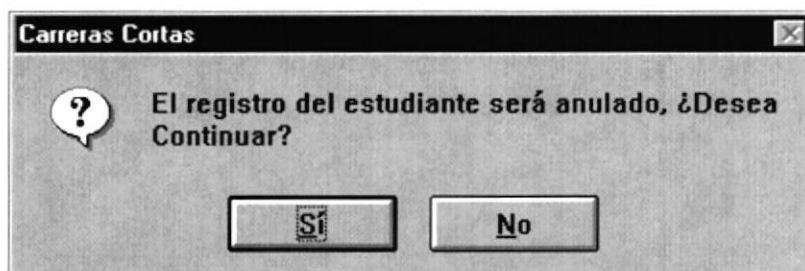 Carreras Cortas
El registro del estudiante será anulado, ¿Desea
Continuar?
Sí No